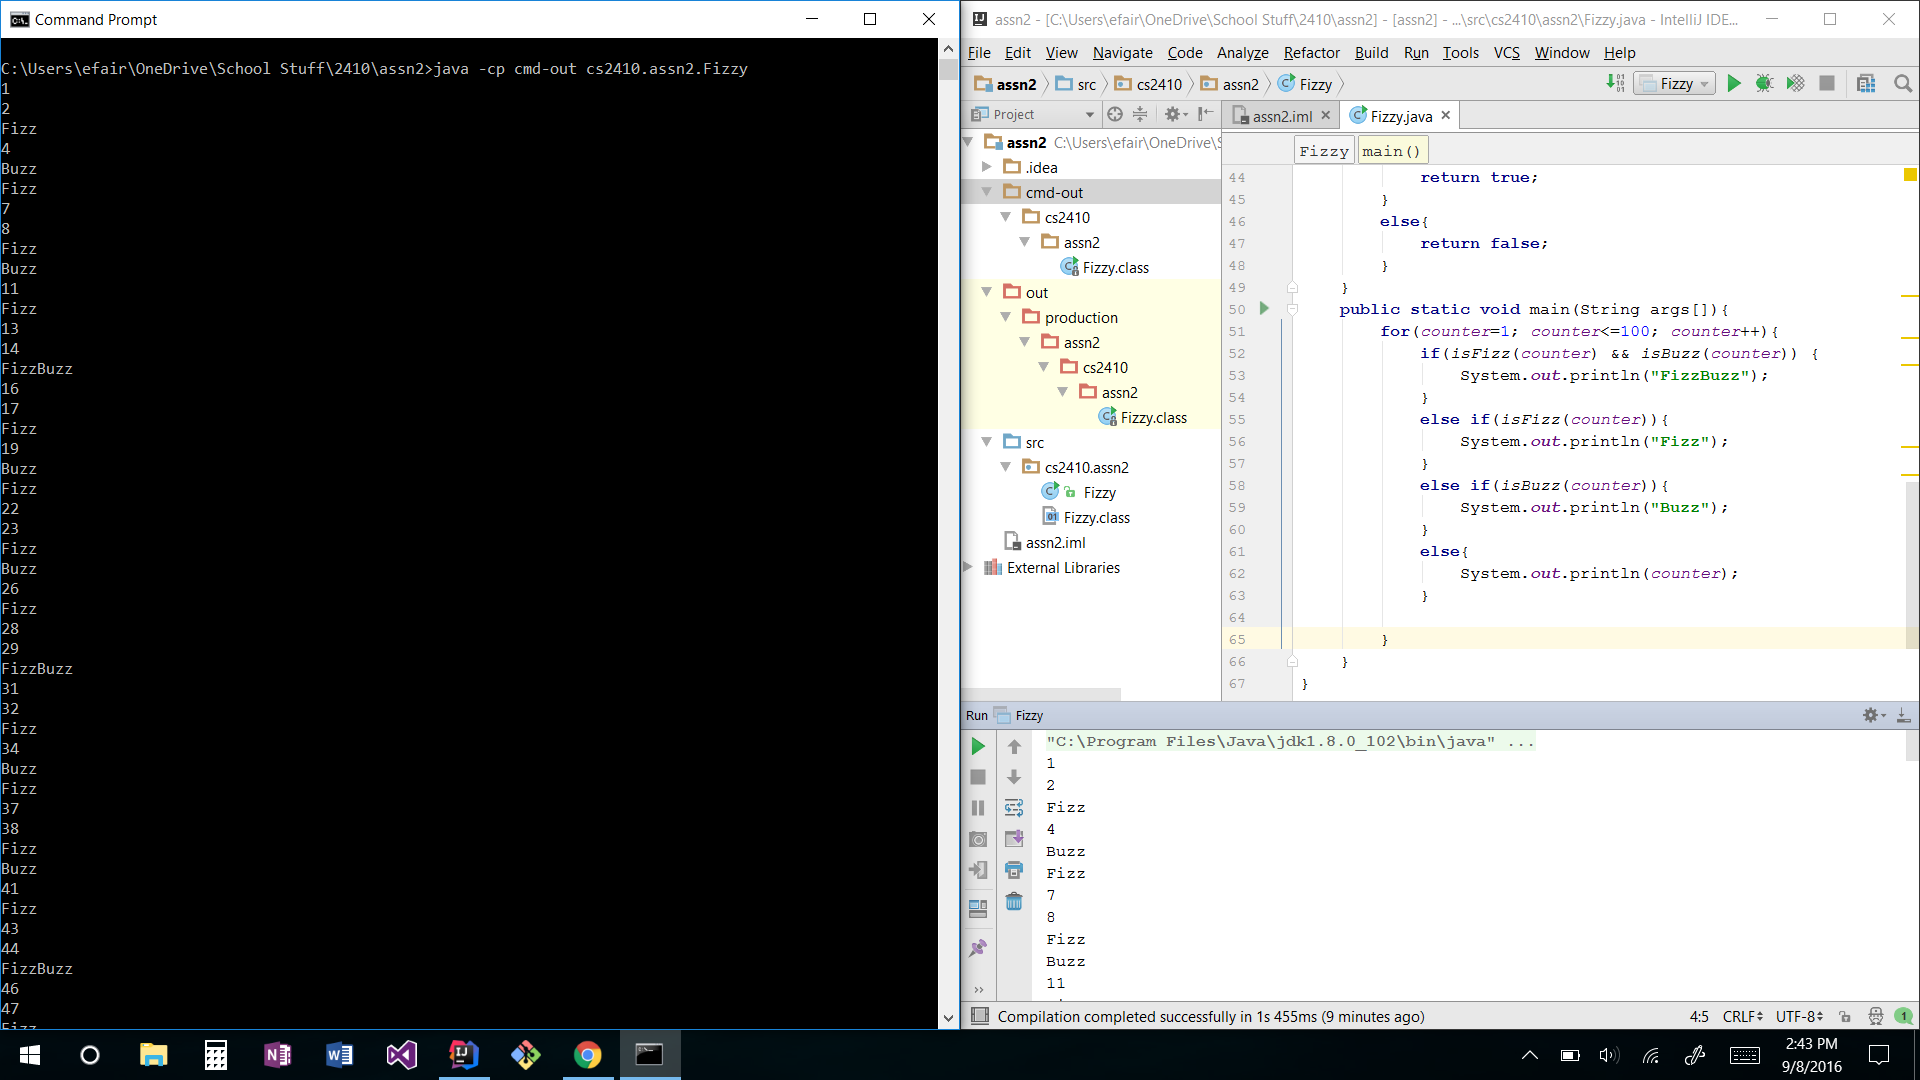 Command Prompt
C:\Users\efair\OneDrive\School Stuff\2410\assn2>java -cp cmd-out cs2410.assn2.Fizzy
1
2
Fizz
4
Buzz
Fizz
7
8
Fizz
Buzz
11
Fizz
13
14
FizzBuzz
16
17
Fizz
19
Buzz
Fizz
22
23
Fizz
Buzz
26
Fizz
28
29
FizzBuzz
31
32
Fizz
34
Buzz
Fizz
37
38
Fizz
Buzz
41
Fizz
43
44
FizzBuzz
46
47
Fizz
assn2 - [C:\Users\efair\OneDrive\School Stuff\2410\assn2] - [assn2] - ...\src\cs2410\assn2\Fizzy.java - IntelliJ IDE...
File Edit View Navigate Code Analyze Refactor Build Run Tools VCS Window Help
assn2 src cs2410 assn2 Fizzy Fizzy
Project
assn2 C:\Users\efair\OneDrive\S
.idea
cmd-out
cs2410
assn2
Fizzy.class
out
production
assn2
cs2410
assn2
Fizzy.class
src
cs2410.assn2
Fizzy
Fizzy.class
assn2.iml
External Libraries
assn2.iml Fizzy.java
Fizzy main()
44 return true;
45 }
46 else{
47 return false;
48 }
49 }
50 public static void main(String args[]){
51 for(counter=1; counter<=100; counter++){
52 if(isFizz(counter) && isBuzz(counter)) {
53 System.out.println("FizzBuzz");
54 }
55 else if(isFizz(counter)){
56 System.out.println("Fizz");
57 }
58 else if(isBuzz(counter)){
59 System.out.println("Buzz");
60 }
61 else{
62 System.out.println(counter);
63 }
64
65 }
66 }
67 }
Run Fizzy
"C:\Program Files\Java\jdk1.8.0_102\bin\java" ...
1
2
Fizz
4
Buzz
Fizz
7
8
Fizz
Buzz
11
Compilation completed successfully in 1s 455ms (9 minutes ago)
4:5 CRLF UTF-8 1
2:43 PM
9/8/2016